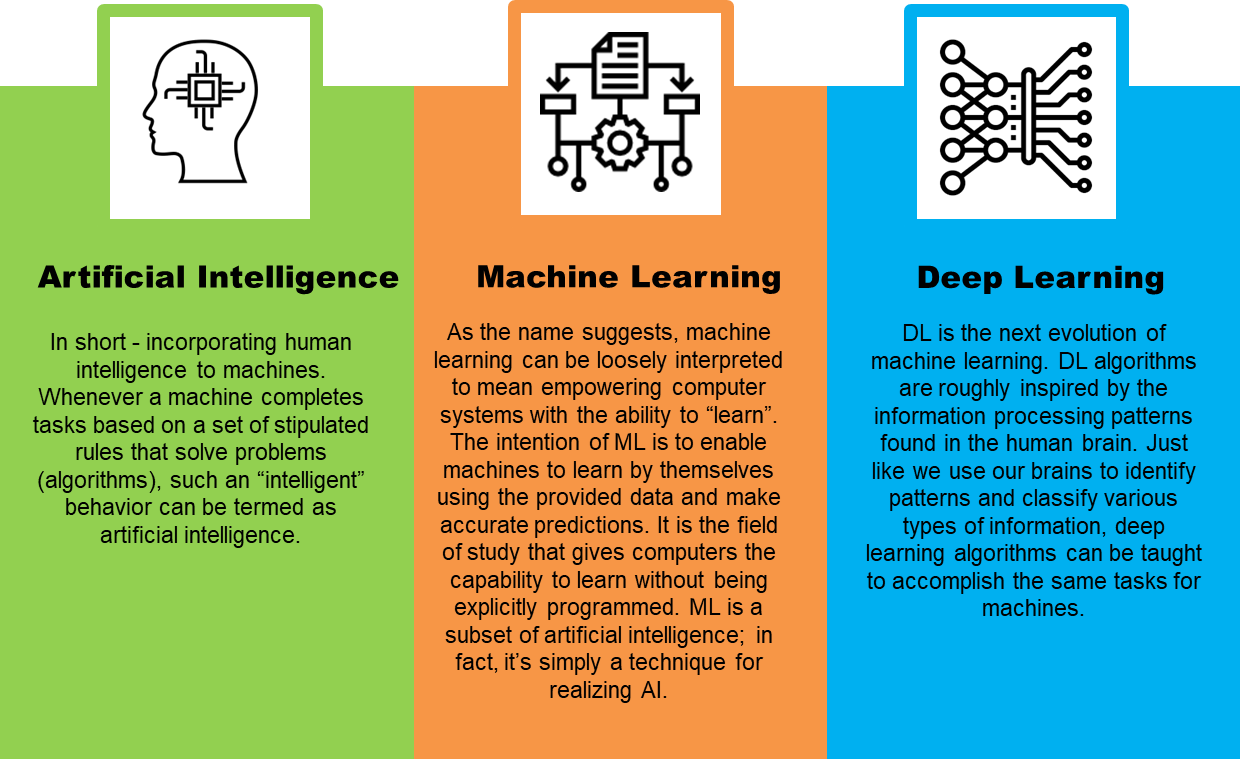 Artificial Intelligence
In short - incorporating human
intelligence to machines.
Whenever a machine completes
tasks based on a set of stipulated
rules that solve problems
(algorithms), such an “intelligent”
behavior can be termed as
artificial intelligence.
Machine Learning
As the name suggests, machine
learning can be loosely interpreted
to mean empowering computer
systems with the ability to “learn”.
The intention of ML is to enable
machines to learn by themselves
using the provided data and make
accurate predictions. It is the field
of study that gives computers the
capability to learn without being
explicitly programmed. ML is a
subset of artificial intelligence; in
fact, it’s simply a technique for
realizing AI.
Deep Learning
DL is the next evolution of
machine learning. DL algorithms
are roughly inspired by the
information processing patterns
found in the human brain. Just
like we use our brains to identify
patterns and classify various
types of information, deep
learning algorithms can be taught
to accomplish the same tasks for
machines.